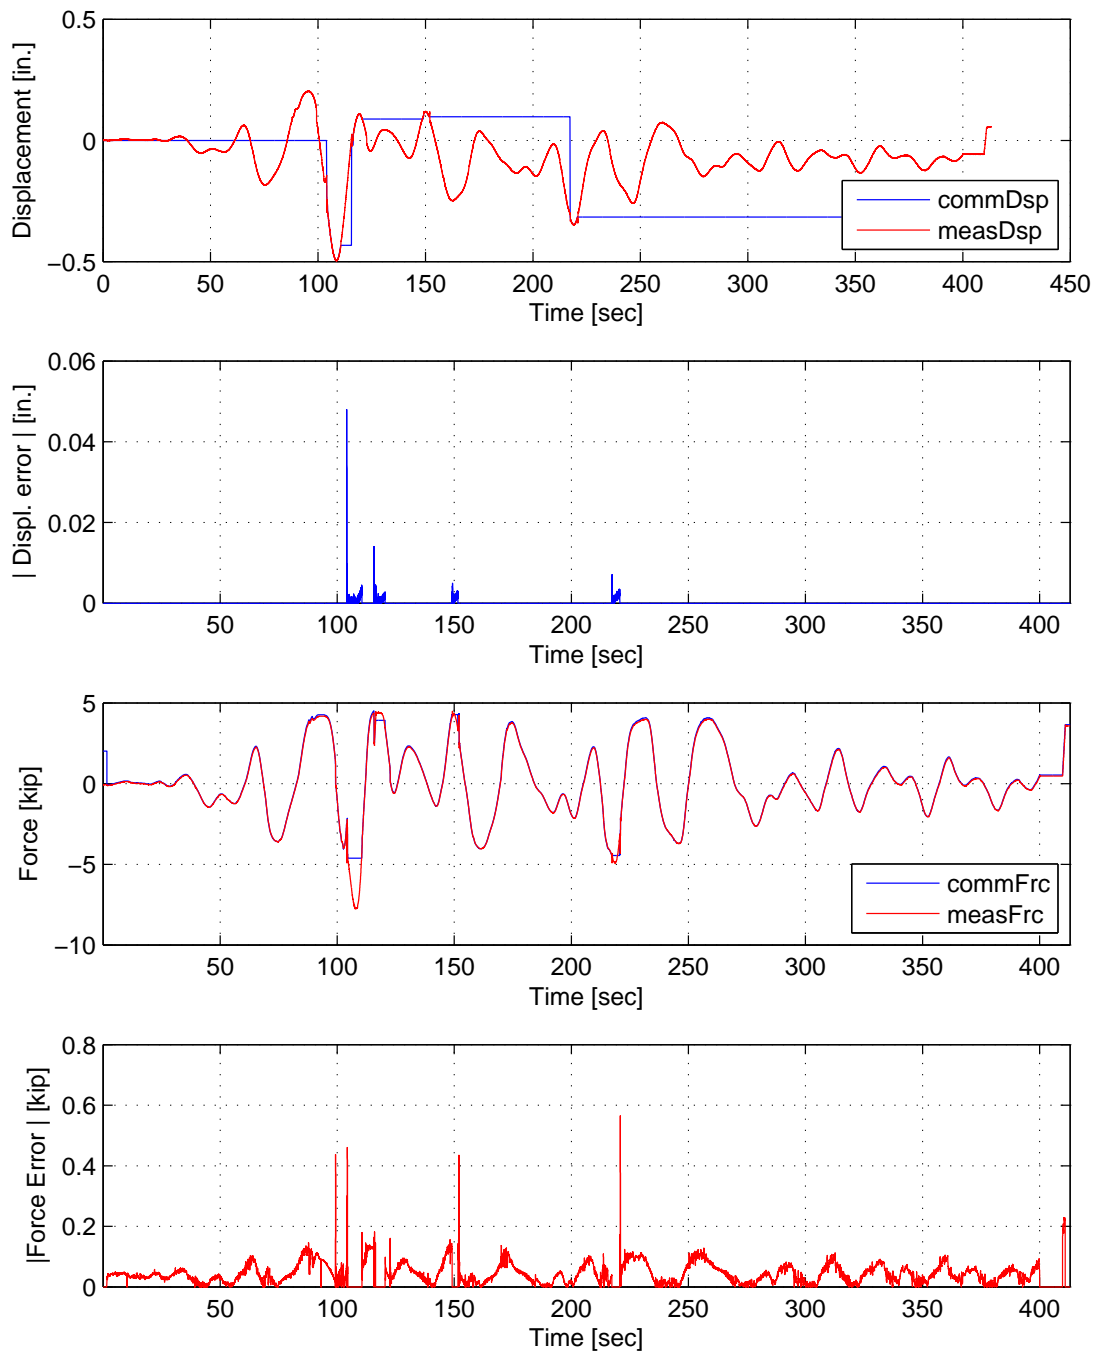 0.5
0
−0.5
Displacement [in.]
commDsp
measDsp
0 50 100 150 200 250 300 350 400 450
Time [sec]
0.06
0.04
0.02
0
| Displ. error | [in.]
50 100 150 200 250 300 350 400
Time [sec]
5
0
−5
−10
Force [kip]
commFrc
measFrc
50 100 150 200 250 300 350 400
Time [sec]
0.8
0.6
0.4
0.2
0
|Force Error | [kip]
50 100 150 200 250 300 350 400
Time [sec]